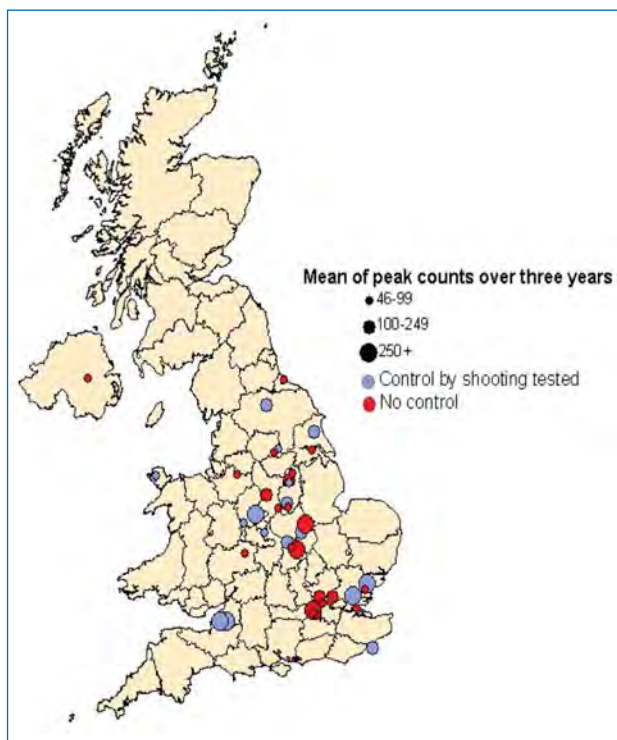 Mean of peak counts over three years
46-99
100-249
250+
Control by shooting tested
No control